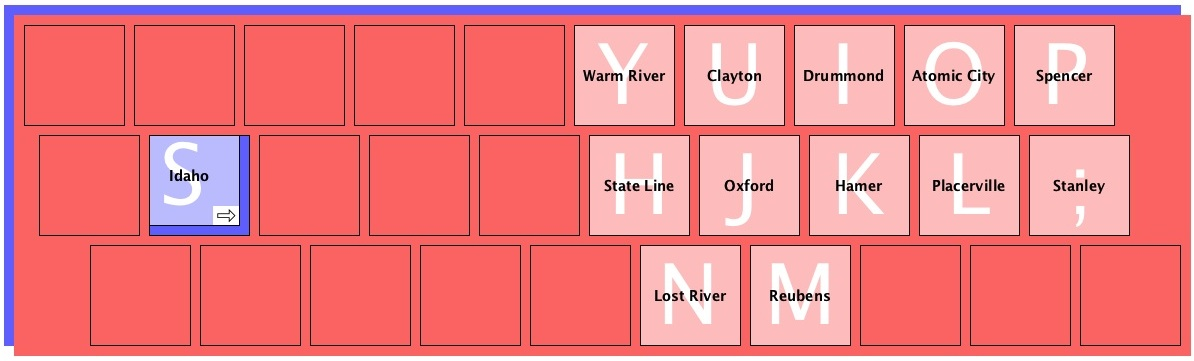 Y U I O P
Warm River Clayton Drummond Atomic City Spencer
S H J K L ;
Idaho State Line Oxford Hamer Placerville Stanley
N M
Lost River Reubens